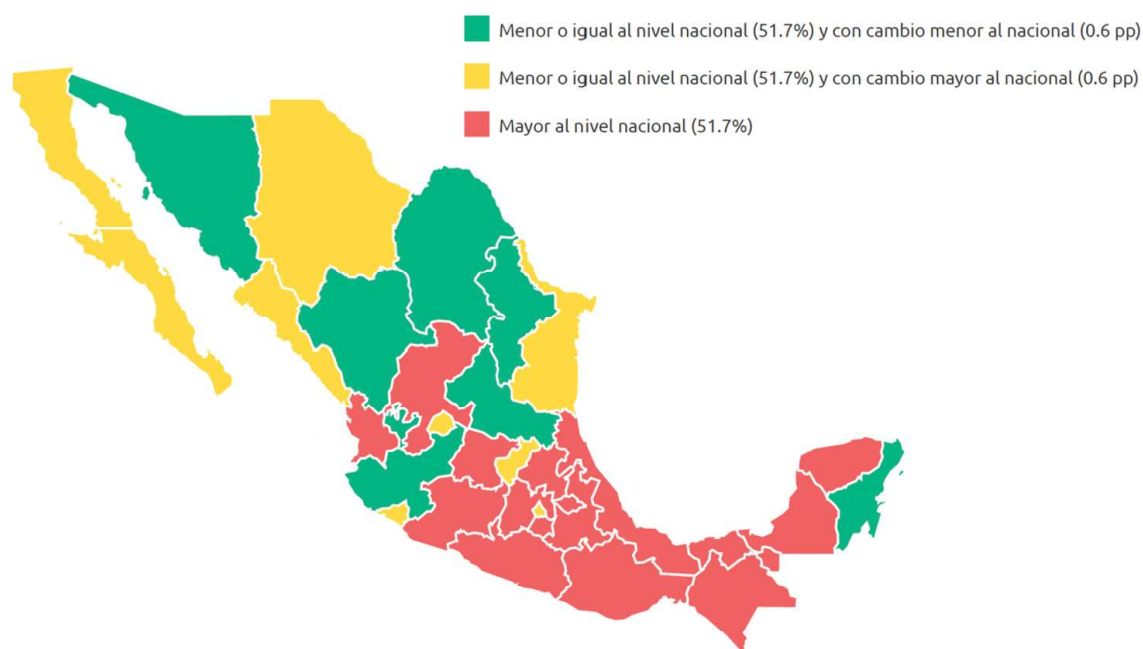 Menor o igual al nivel nacional (51.7%) y con cambio menor al nacional (0.6 pp)
Menor o igual al nivel nacional (51.7%) y con cambio mayor al nacional (0.6 pp)
Mayor al nivel nacional (51.7%)